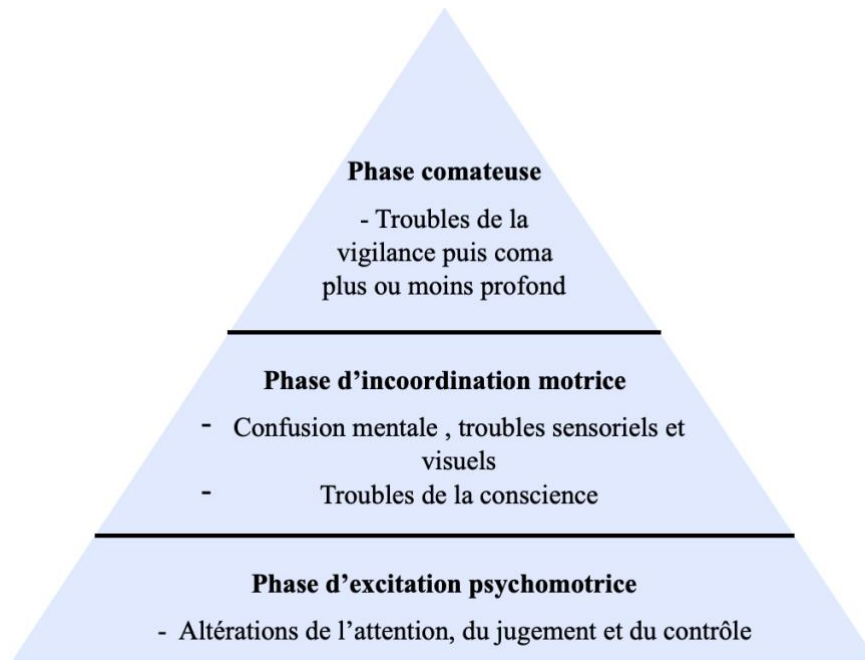 Phase comateuse
- Troubles de la
vigilance puis coma
plus ou moins profond
Phase d’incoordination motrice
- Confusion mentale , troubles sensoriels et
visuels
- Troubles de la conscience
Phase d’excitation psychomotrice
- Altérations de l’attention, du jugement et du contrôle